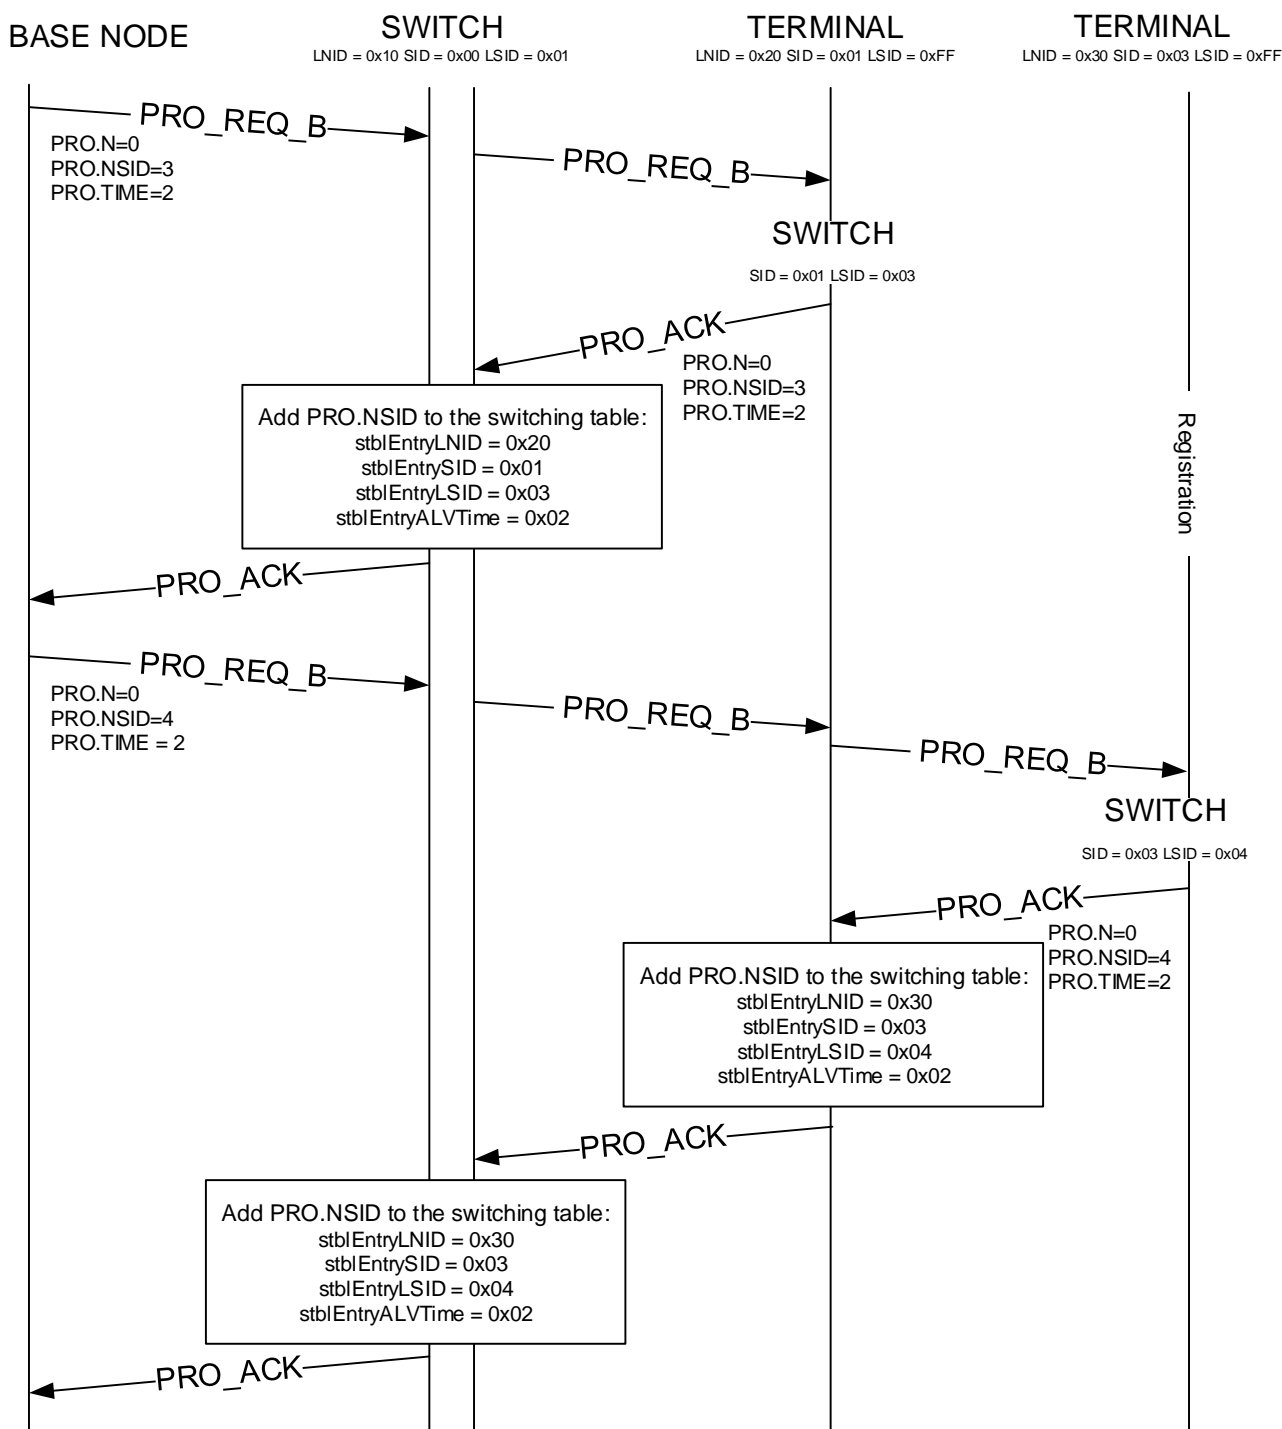 BASE NODE
SWITCH
LNID = 0x10 SID = 0x00 LSID = 0x01
TERMINAL
LNID = 0x20 SID = 0x01 LSID = 0xFF
TERMINAL
LNID = 0x30 SID = 0x03 LSID = 0xFF
PRO_REQ_B
PRO.N=0
PRO.NSID=3
PRO.TIME=2
PRO_REQ_B
SWITCH
SID = 0x01 LSID = 0x03
PRO_ACK
PRO.N=0
PRO.NSID=3
PRO.TIME=2
Add PRO.NSID to the switching table:
stblEntryLNID = 0x20
stblEntrySID = 0x01
stblEntryLSID = 0x03
stblEntryALVTime = 0x02
Registration
PRO_ACK
PRO_REQ_B
PRO.N=0
PRO.NSID=4
PRO.TIME = 2
PRO_REQ_B
PRO_REQ_B
SWITCH
SID = 0x03 LSID = 0x04
PRO_ACK
PRO.N=0
PRO.NSID=4
PRO.TIME=2
Add PRO.NSID to the switching table:
stblEntryLNID = 0x30
stblEntrySID = 0x03
stblEntryLSID = 0x04
stblEntryALVTime = 0x02
PRO_ACK
Add PRO.NSID to the switching table:
stblEntryLNID = 0x30
stblEntrySID = 0x03
stblEntryLSID = 0x04
stblEntryALVTime = 0x02
PRO_ACK